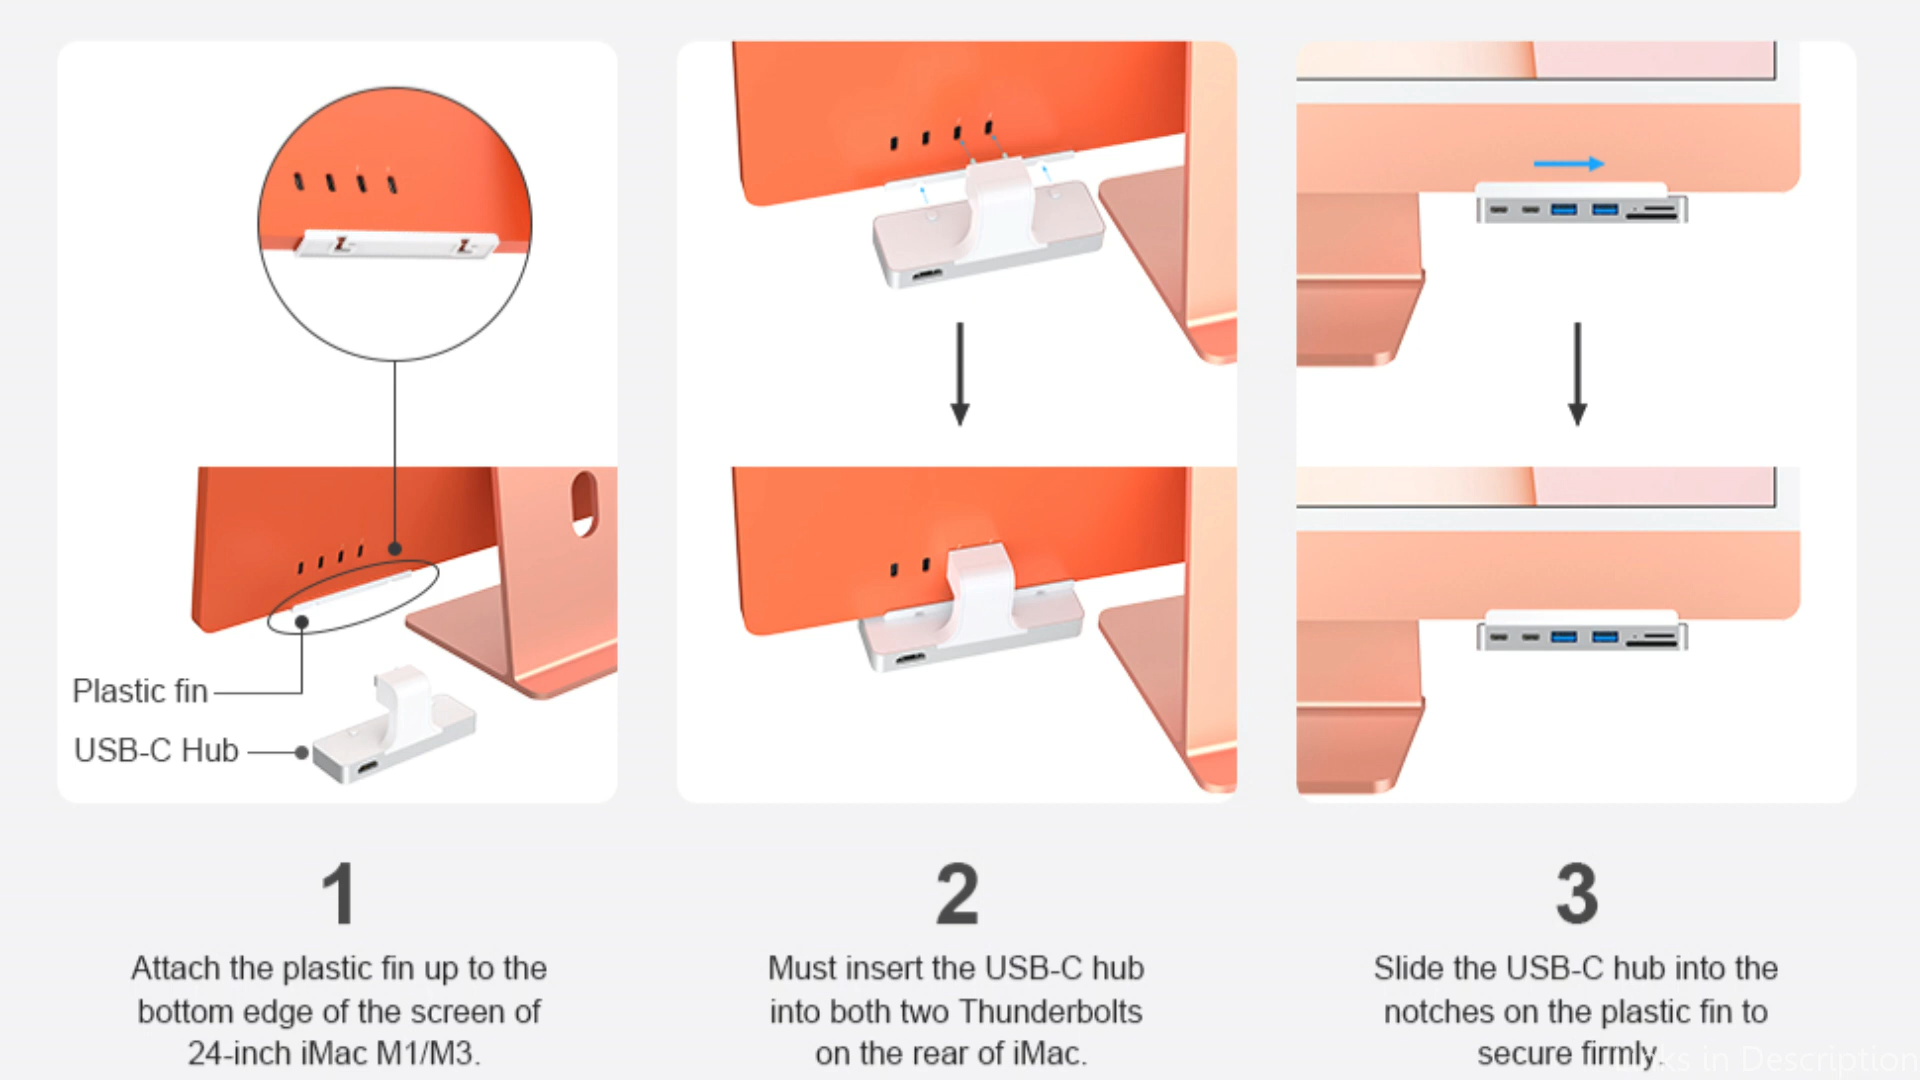 Plastic fin
USB-C Hub
1
Attach the plastic fin up to the
bottom edge of the screen of
24-inch iMac M1/M3.
2
Must insert the USB-C hub
into both two Thunderbolts
on the rear of iMac.
3
Slide the USB-C hub into the
notches on the plastic fin to
secure firmly.
in Description